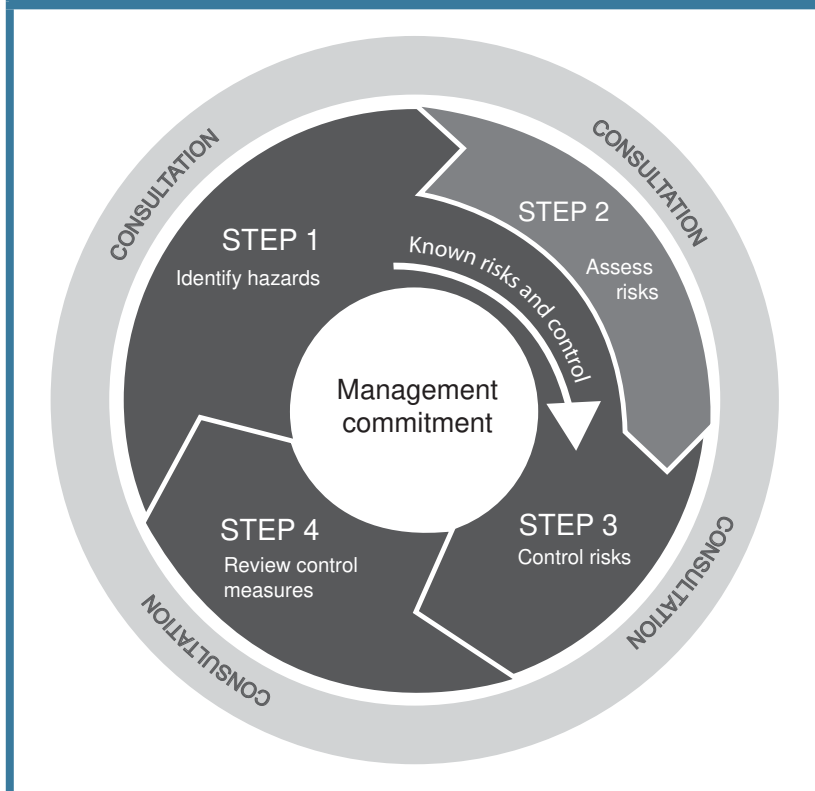 CONSULTATION
CONSULTATION
STEP 1
Identify hazards
STEP 2
Assess
risks
Known risks and control
Management
commitment
STEP 3
Control risks
STEP 4
Review control
measures
CONSULTATION
CONSULTATION